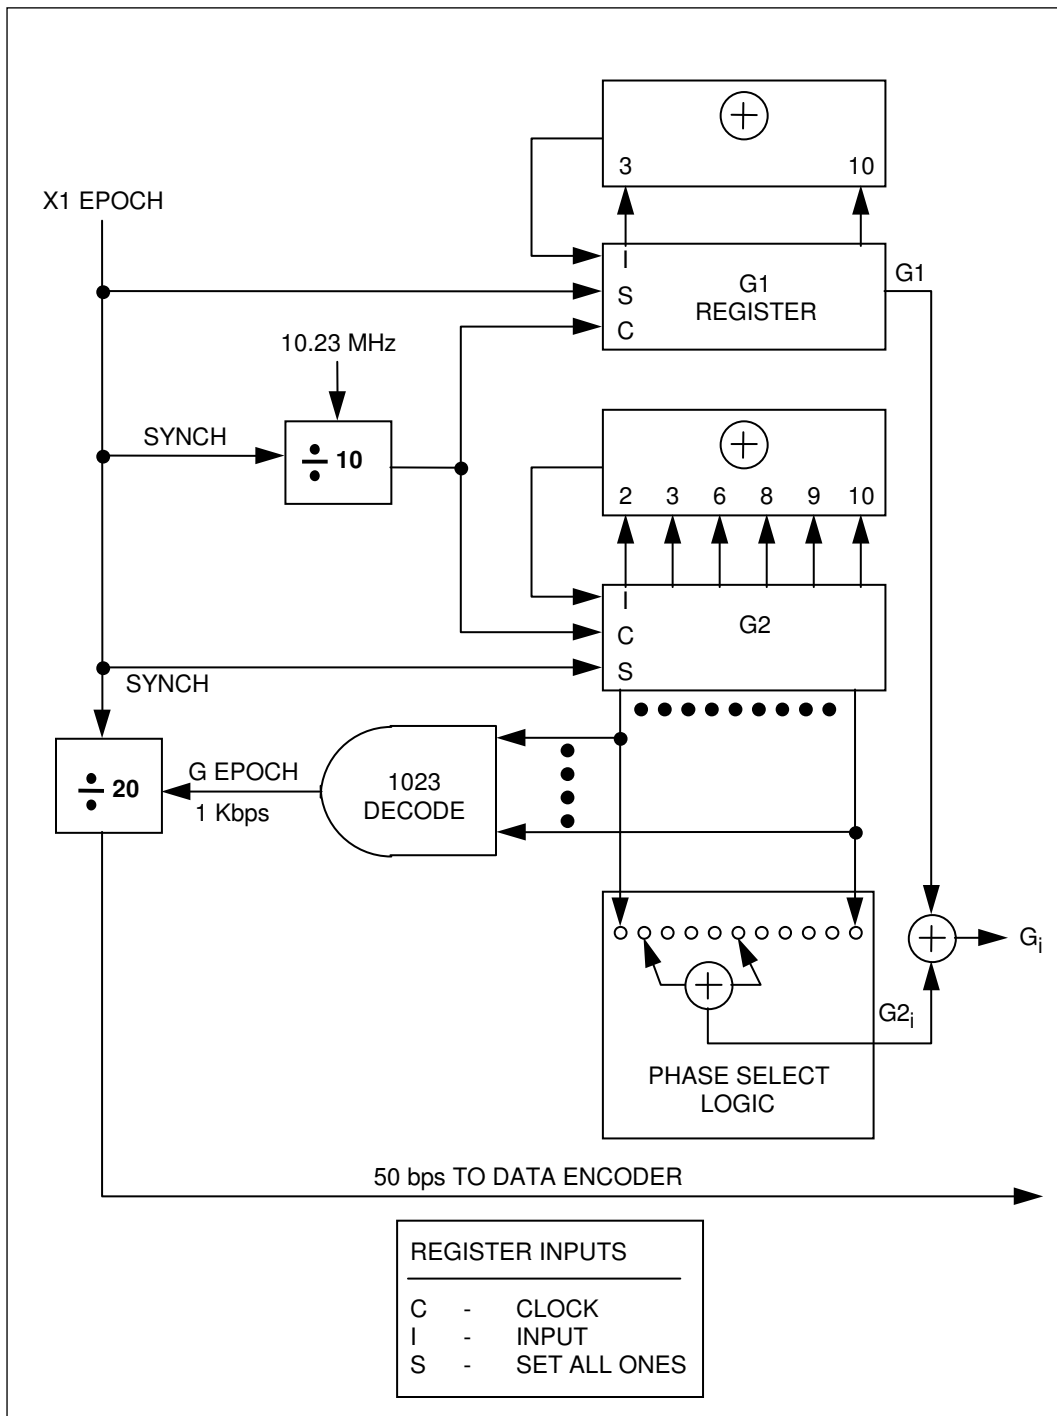 3 10
X1 EPOCH
I
S
C
G1
REGISTER
G1
10.23 MHz
SYNCH
÷ 10
2 3 6 8 9 10
I
C
S
G2
SYNCH
÷ 20
G EPOCH
1 Kbps
1023
DECODE
Gi
G2i
PHASE SELECT
LOGIC
50 bps TO DATA ENCODER
REGISTER INPUTS
C - CLOCK
I - INPUT
S - SET ALL ONES